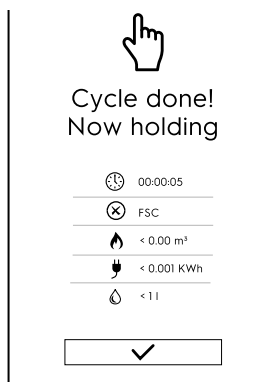 Cycle done!
Now holding
00:00:05
FSC
< 0.00 m³
< 0.001 KWh
< 1 l